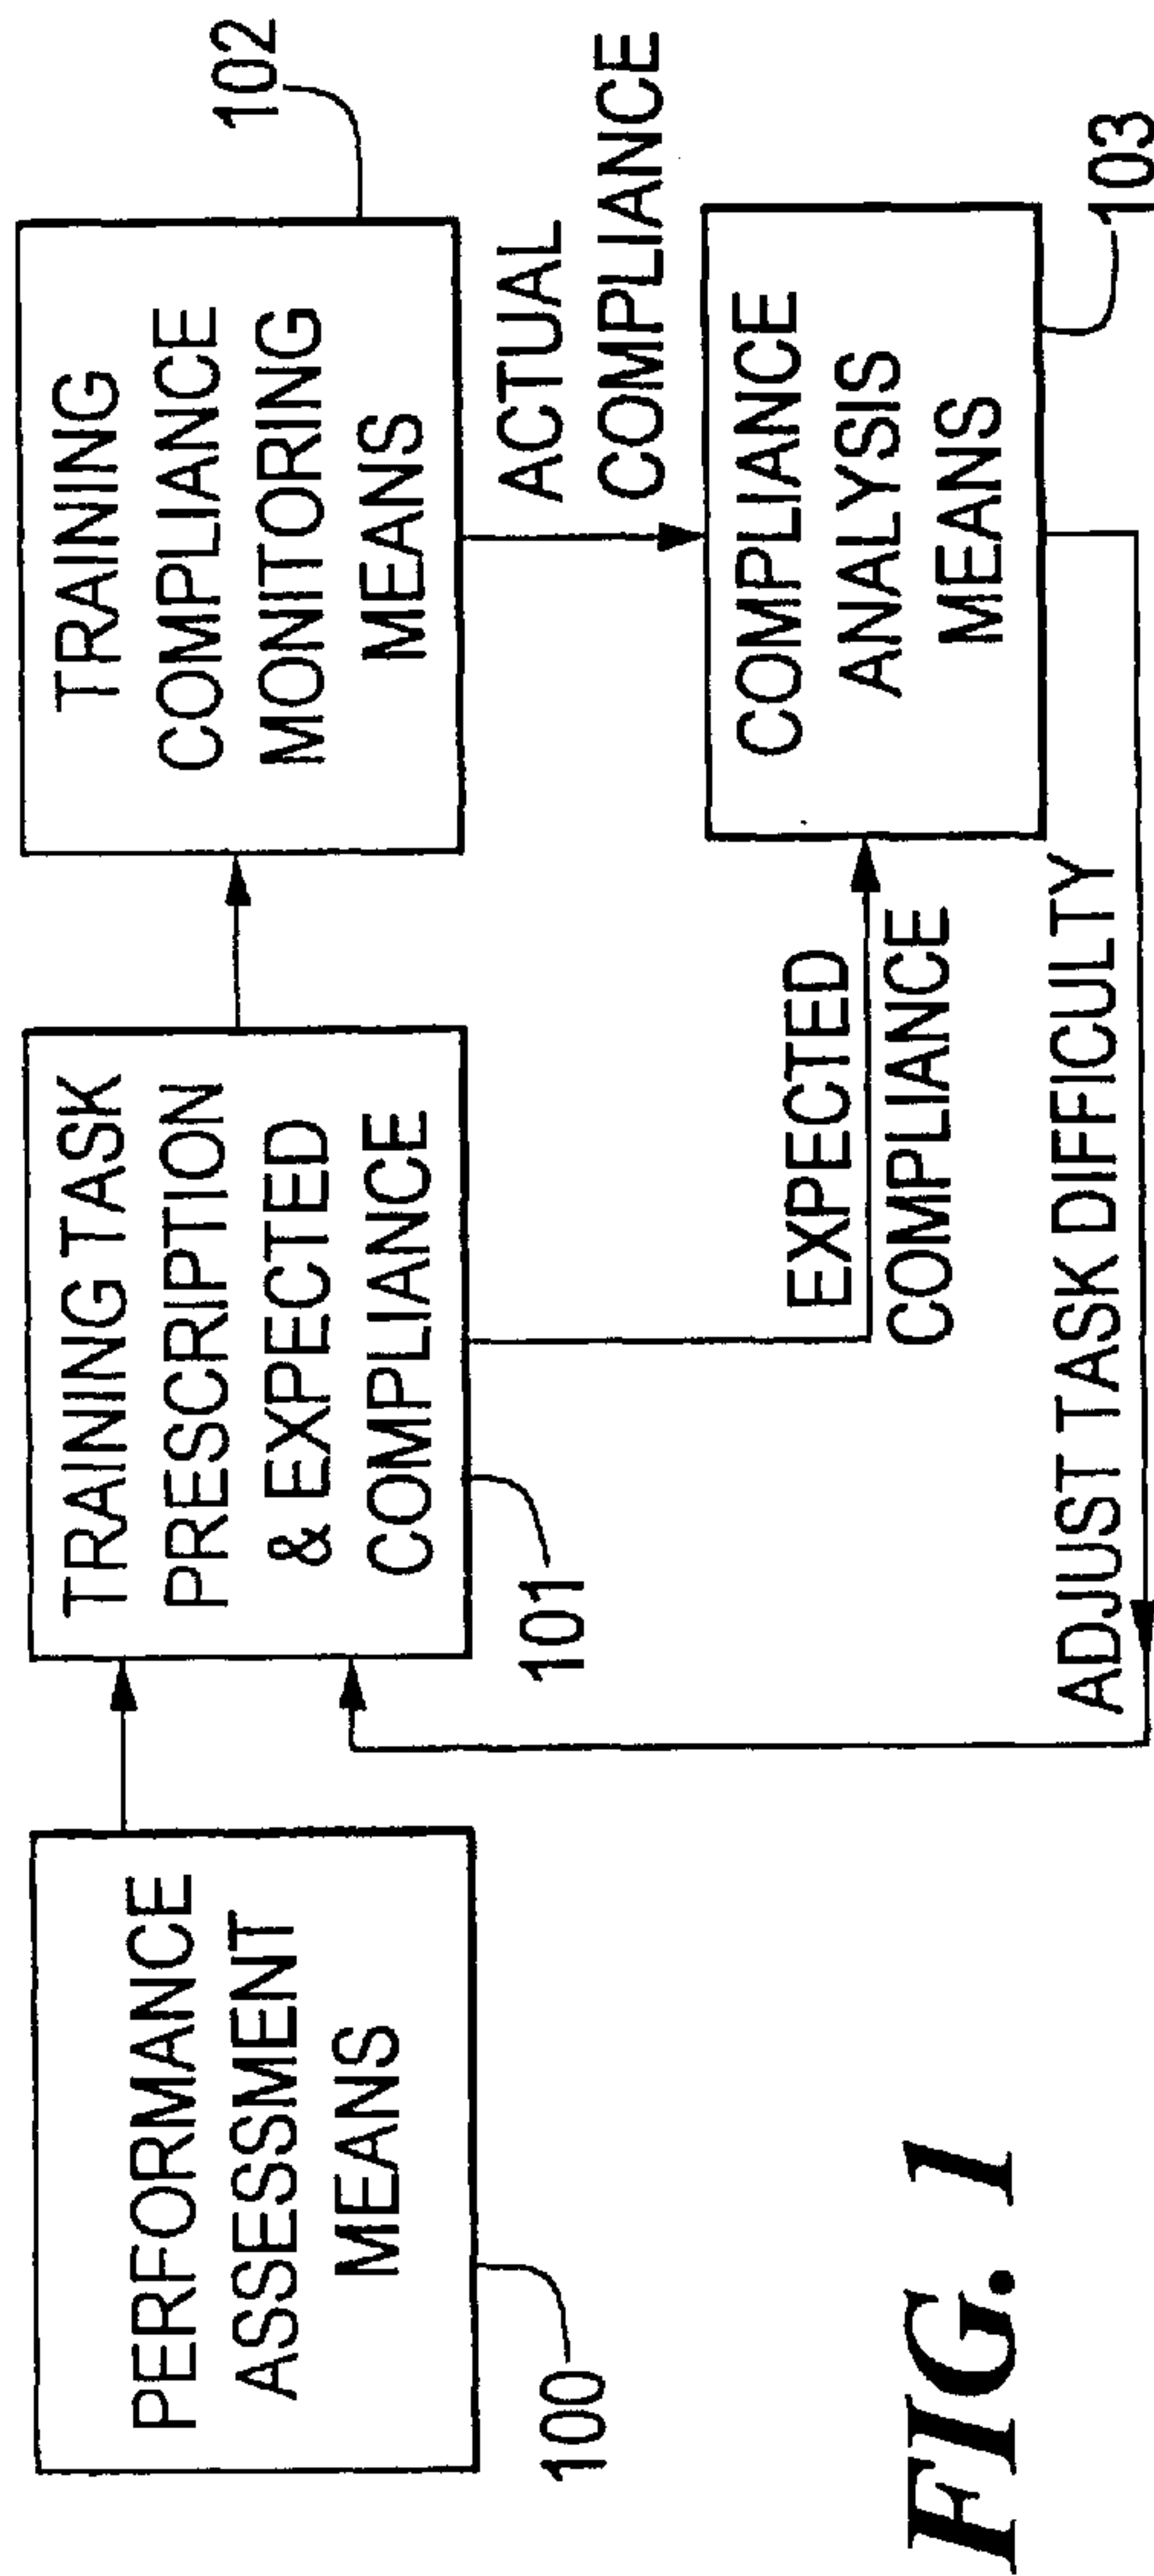 PERFORMANCE
ASSESSMENT
MEANS
100
TRAINING TASK
PRESCRIPTION
& EXPECTED
COMPLIANCE
101
TRAINING
COMPLIANCE
MONITORING
MEANS
102
ACTUAL
COMPLIANCE
EXPECTED
COMPLIANCE
COMPLIANCE
ANALYSIS
MEANS
103
ADJUST TASK DIFFICULTY
FIG. 1